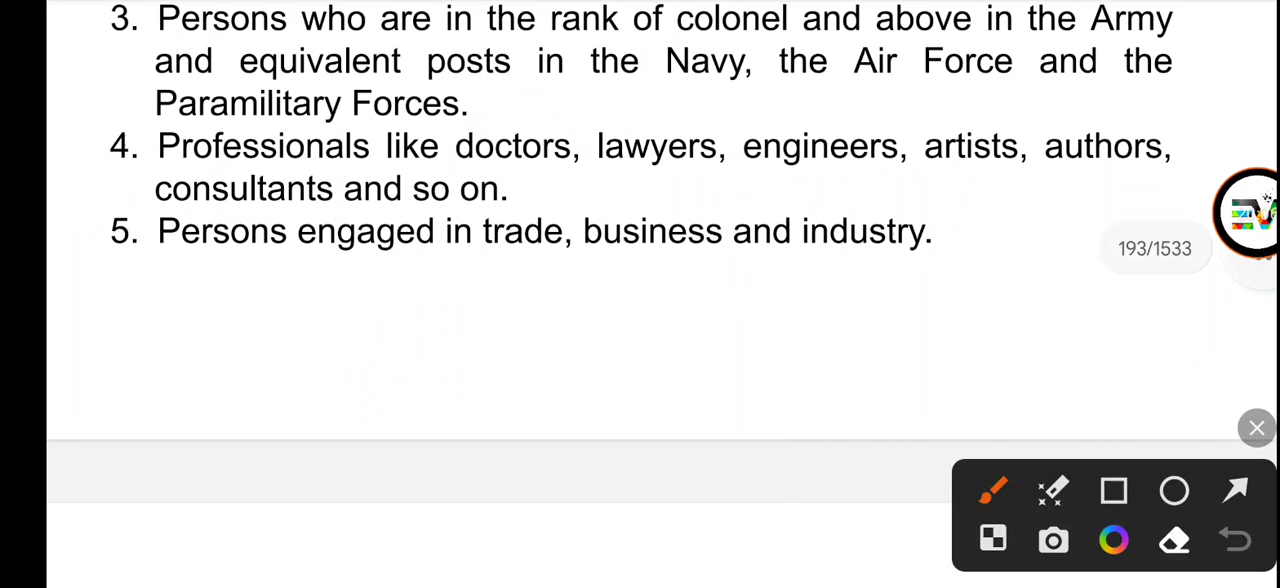 3. Persons who are in the rank of colonel and above in the Army
and equivalent posts in the Navy, the Air Force and the
Paramilitary Forces.
4. Professionals like doctors, lawyers, engineers, artists, authors,
consultants and so on.
5. Persons engaged in trade, business and industry.
193/1533
EV